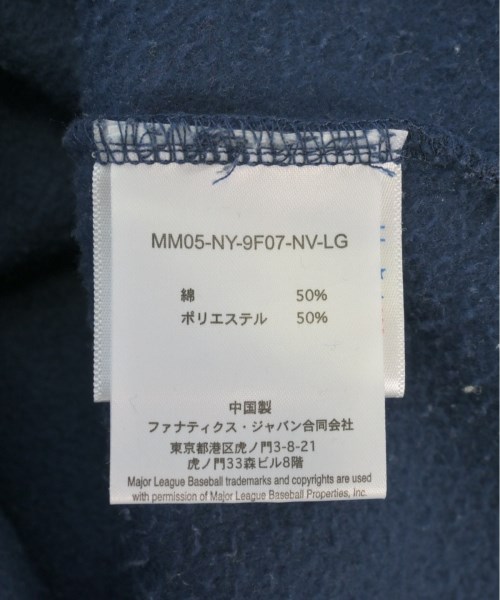 MM05-NY-9F07-NV-LG
綿 50%
ポリエステル 50%
中国製
ファナティクス・ジャパン合同会社
東京都港区虎ノ門3-8-21
虎ノ門33森ビル8階
Major League Baseball trademarks and copyrights are used
with permission of Major League Baseball Properties, Inc.